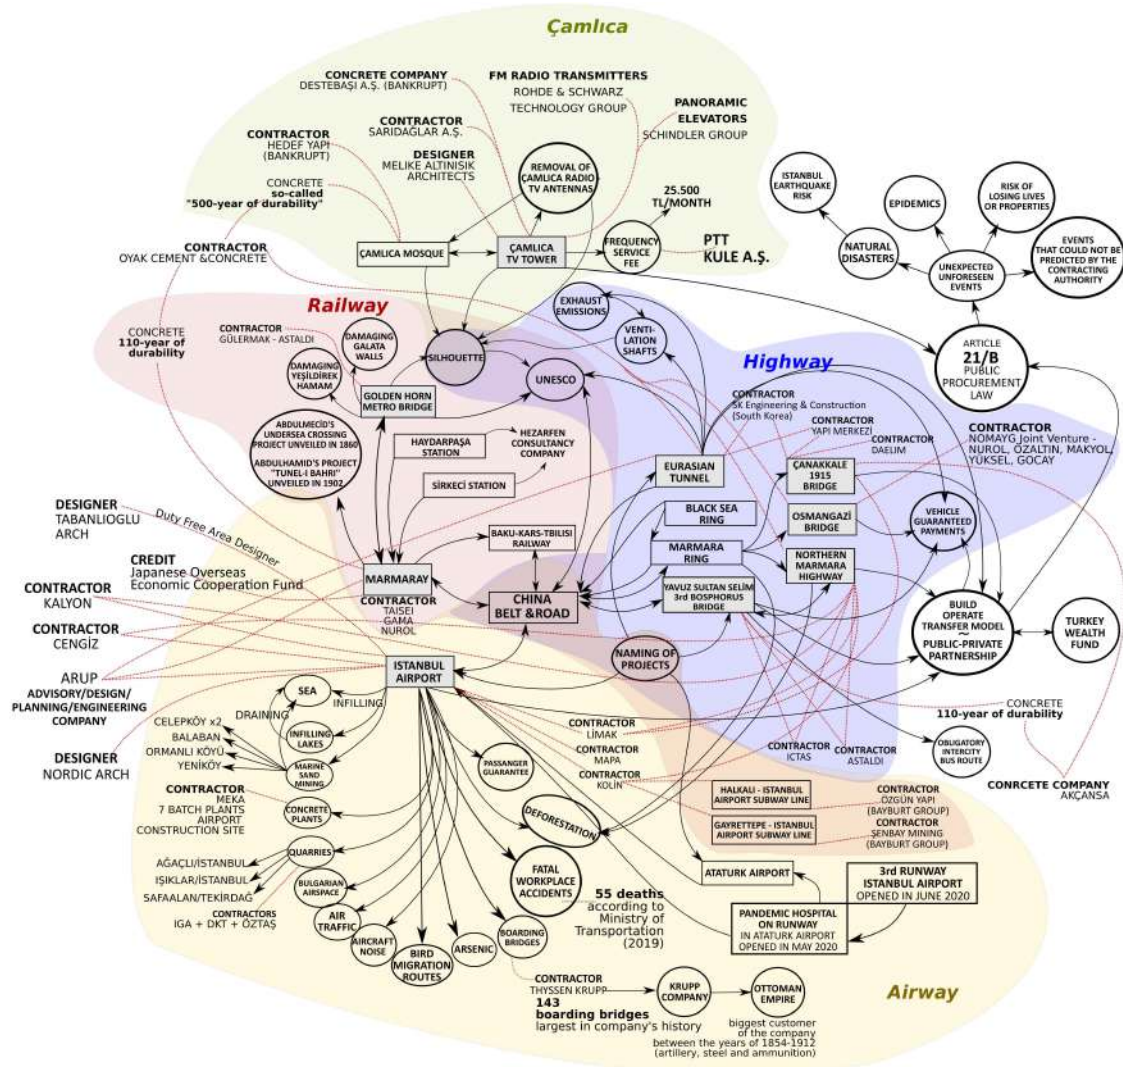 Çamlıca
CONCRETE COMPANY
DESTEBAŞI A.Ş. (BANKRUPT)
FM RADIO TRANSMITTERS
ROHDE & SCHWARZ
TECHNOLOGY GROUP
PANORAMIC
ELEVATORS
SCHINDLER GROUP
CONTRACTOR
SARIDAĞLAR A.Ş.
CONTRACTOR
HEDEF YAPI
(BANKRUPT)
DESIGNER
MELIKE ALTINISIK
ARCHITECTS
REMOVAL OF
ÇAMLICA RADIO-
TV ANTENNAS
CONCRETE
so-called
"500-year of durability"
25.500
TL/MONTH
ÇAMLICA MOSQUE
ÇAMLICA
TV TOWER
FREQUENCY
SERVICE
FEE
PTT
KULE A.Ş.
CONTRACTOR
OYAK CEMENT &CONCRETE
ISTANBUL
EARTHQUAKE
RISK
EPIDEMICS
RISK OF
LOSING LIVES
OR PROPERTIES
NATURAL
DISASTERS
UNEXPECTED
UNFORESEEN
EVENTS
EVENTS
THAT COULD NOT BE
PREDICTED BY THE
CONTRACTING
AUTHORITY
ARTICLE
21/B
PUBLIC
PROCUREMENT
LAW
Railway
CONCRETE
110-year of
durability
CONTRACTOR
GÜLERMAK - ASTALDI
DAMAGING
GALATA
WALLS
DAMAGING
YEŞİLDİREK
HAMAM
SILHOUETTE
GOLDEN HORN
METRO BRIDGE
UNESCO
EXHAUST
EMISSIONS
VENTI-
LATION
SHAFTS
Highway
CONTRACTOR
SK Engineering & Construction
(South Korea)
CONTRACTOR
YAPI MERKEZİ
CONTRACTOR
DAELIM
CONTRACTOR
NOMAYG Joint Venture -
NUROL, ÖZALTIN, MAKYOL,
YÜKSEL, GOCAY
ABDULMECİD'S
UNDERSEA CROSSING
PROJECT UNVEILED IN 1860
ABDULHAMID'S PROJECT
"TUNEL-I BAHRI"
UNVEILED IN 1902
HAYDARPAŞA
STATION
HEZARFEN
CONSULTANCY
COMPANY
SİRKECİ STATION
EURASIAN
TUNNEL
ÇANAKKALE
1915
BRIDGE
BLACK SEA
RING
OSMANGAZİ
BRIDGE
VEHICLE
GUARANTEED
PAYMENTS
BAKU-KARS-TBILISI
RAILWAY
MARMARA
RING
NORTHERN
MARMARA
HIGHWAY
YAVUZ SULTAN SELİM
3rd BOSPHORUS
BRIDGE
DESIGNER
TABANLIOGLU
ARCH
Duty Free Area Designer
CREDIT
Japanese Overseas
Economic Cooperation Fund
MARMARAY
CONTRACTOR
TAISEI
GAMA
NUROL
CHINA
BELT &ROAD
CONTRACTOR
KALYON
CONTRACTOR
CENGİZ
ARUP
ADVISORY/DESIGN/
PLANNING/ENGINEERING
COMPANY
DESIGNER
NORDIC ARCH
ISTANBUL
AIRPORT
NAMING OF
PROJECTS
BUILD
OPERATE
TRANSFER MODEL
~
PUBLIC-PRIVATE
PARTNERSHIP
TURKEY
WEALTH
FUND
CONCRETE
110-year of durability
OBLIGATORY
INTERCITY
BUS ROUTE
CONRCETE COMPANY
AKÇANSA
SEA
INFILLING
DRAINING
INFILLING
LAKES
CELEPKÖY x2
BALABAN
ORMANLI KÖYÜ
YENİKÖY
MARINE
SAND
MINING
PASSANGER
GUARANTEE
CONTRACTOR
LİMAK
CONTRACTOR
MAPA
CONTRACTOR
KOLİN
CONTRACTOR
ICTAS
CONTRACTOR
ASTALDI
CONTRACTOR
MEKA
7 BATCH PLANTS
AIRPORT
CONSTRUCTION SITE
CONCRETE
PLANTS
DEFORESTATION
HALKALI - ISTANBUL
AIRPORT SUBWAY LINE
CONTRACTOR
ÖZGÜN YAPI
(BAYBURT GROUP)
GAYRETTEPE - ISTANBUL
AIRPORT SUBWAY LINE
CONTRACTOR
ŞENBAY MINING
(BAYBURT GROUP)
QUARRIES
AĞAÇLI/İSTANBUL
IŞIKLAR/İSTANBUL
SAFAALAN/TEKİRDAĞ
CONTRACTORS
IGA + DKT + ÖZTAŞ
BULGARIAN
AIRSPACE
AIR
TRAFFIC
AIRCRAFT
NOISE
BIRD
MIGRATION
ROUTES
ARSENIC
BOARDING
BRIDGES
FATAL
WORKPLACE
ACCIDENTS
55 deaths
according to
Ministry of
Transportation
(2019)
ATATURK AIRPORT
3rd RUNWAY
ISTANBUL AIRPORT
OPENED IN JUNE 2020
PANDEMIC HOSPITAL
ON RUNWAY
IN ATATURK AIRPORT
OPENED IN MAY 2020
CONTRACTOR
THYSSEN KRUPP
143
boarding bridges
largest in company's history
KRUPP
COMPANY
OTTOMAN
EMPIRE
biggest customer
of the company
between the years of 1854-1912
(artillery, steel and ammunition)
Airway